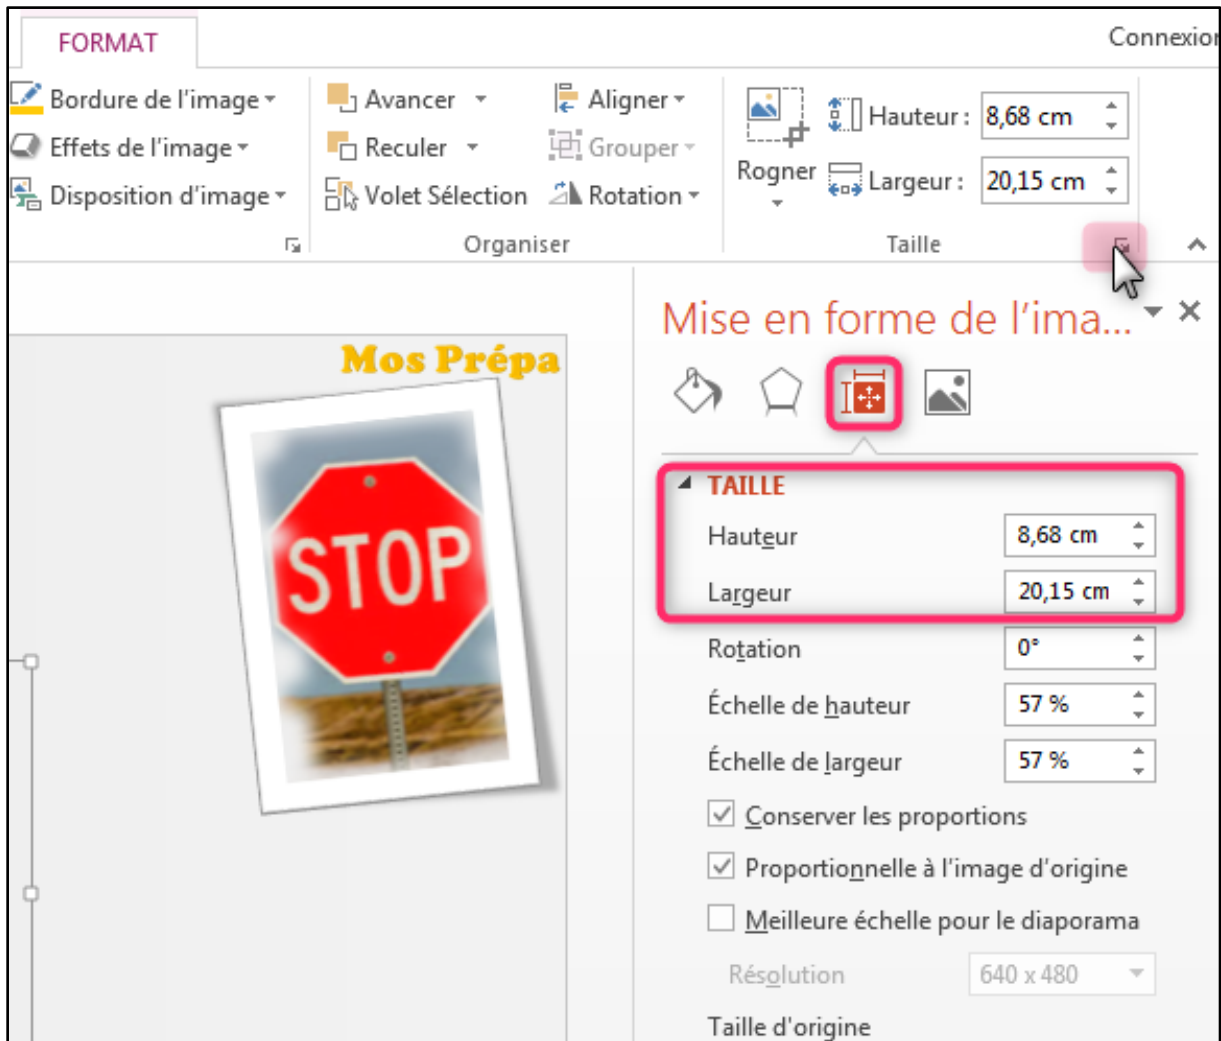 FORMAT
Connexion
Bordure de l'image
Avancer
Aligner
Hauteur :
8,68 cm
Effets de l'image
Reculer
Grouper
Rogner
Largeur :
20,15 cm
Disposition d'image
Volet Sélection
Rotation
Organiser
Taille
Mise en forme de l'ima...
Mos Prépa
STOP
TAILLE
Hauteur
8,68 cm
Largeur
20,15 cm
Rotation
0°
Échelle de hauteur
57 %
Échelle de largeur
57 %
Conserver les proportions
Proportionnelle à l'image d'origine
Meilleure échelle pour le diaporama
Résolution
640 x 480
Taille d'origine